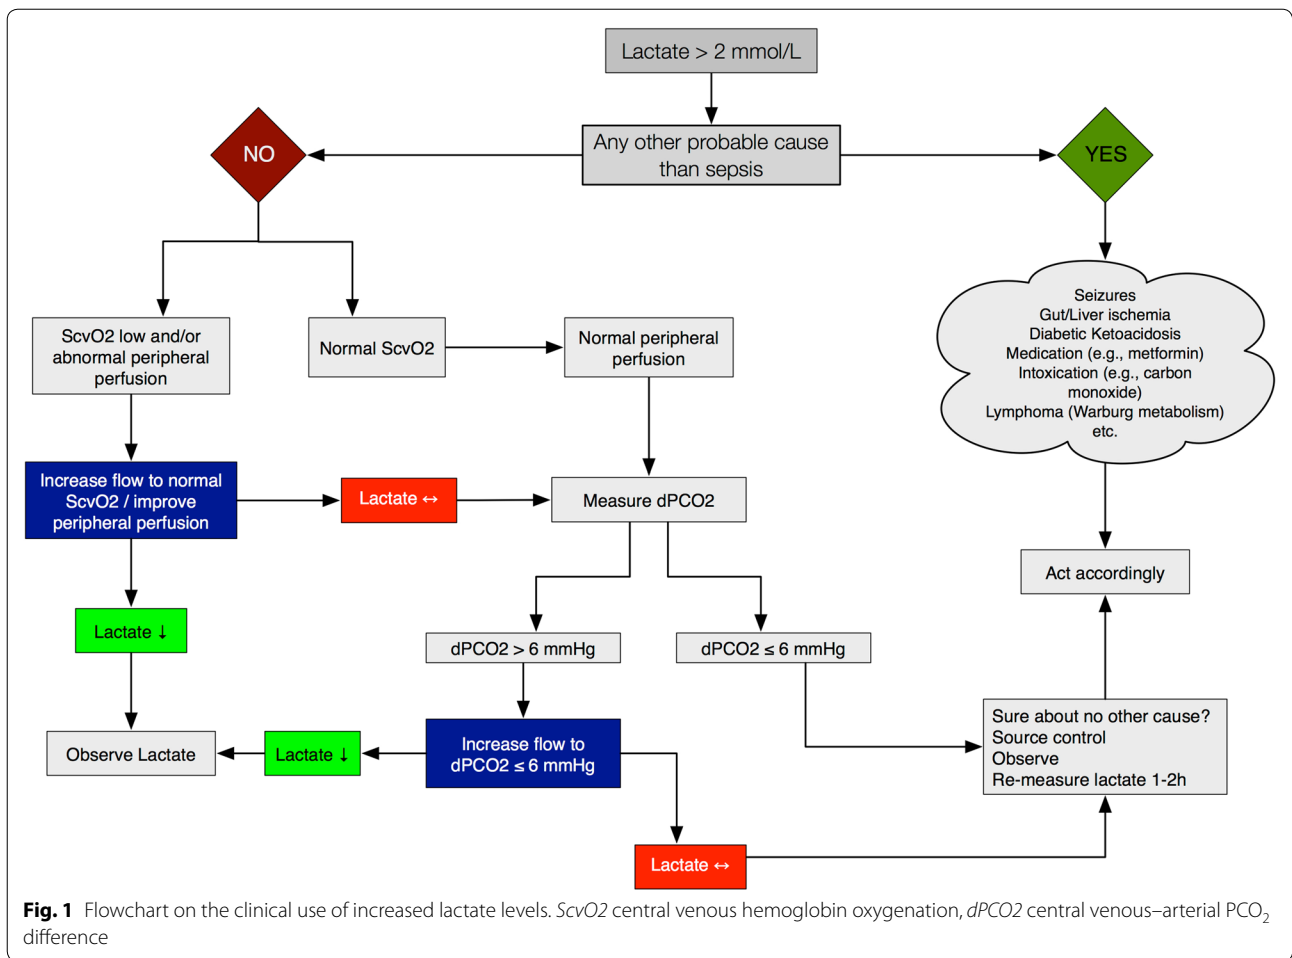 Lactate > 2 mmol/L
Any other probable cause
than sepsis
NO
YES
Seizures
Gut/Liver ischemia
Diabetic Ketoacidosis
Medication (e.g., metformin)
Intoxication (e.g., carbon
monoxide)
Lymphoma (Warburg metabolism)
etc.
ScvO2 low and/or
abnormal peripheral
perfusion
Normal ScvO2
Normal peripheral
perfusion
Increase flow to normal
ScvO2 / improve
peripheral perfusion
Lactate ↔
Measure dPCO2
Act accordingly
Lactate ↓
dPCO2 > 6 mmHg
dPCO2 ≤ 6 mmHg
Observe Lactate
Lactate ↓
Increase flow to
dPCO2 ≤ 6 mmHg
Sure about no other cause?
Source control
Observe
Re-measure lactate 1-2h
Lactate ↔
Fig. 1 Flowchart on the clinical use of increased lactate levels. ScvO2 central venous hemoglobin oxygenation, dPCO2 central venous–arterial PCO₂
difference